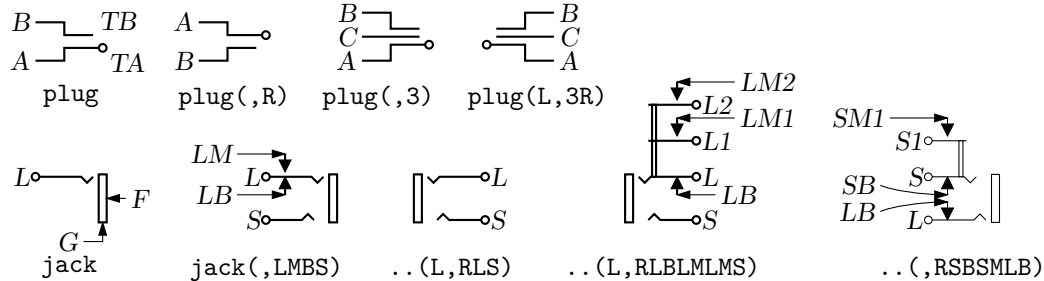 B TB A B B
C C
A TA B A A
plug plug(,R) plug(,3) plug(L,3R)
LM2
L2
LM1 SM1
L1 S1
LM
L L L L S
F LB LB SB
LB
S S S L
G
jack jack(,LMBS) ..(L,RLS) ..(L,RLBLMLMS) ..(,RSBSMLB)